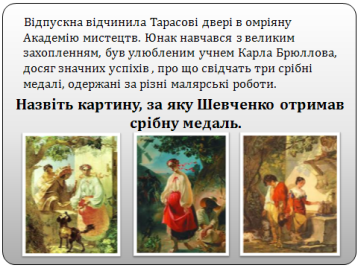 Відпускна відчинила Тарасові двері в омріяну
Академію мистецтв. Юнак навчався з великим
захопленням, був улюбленим учнем Карла Брюллова,
досяг значних успіхів , про що свідчать три срібні
медалі, одержані за різні малярські роботи.
Назвіть картину, за яку Шевченко отримав
срібну медаль.